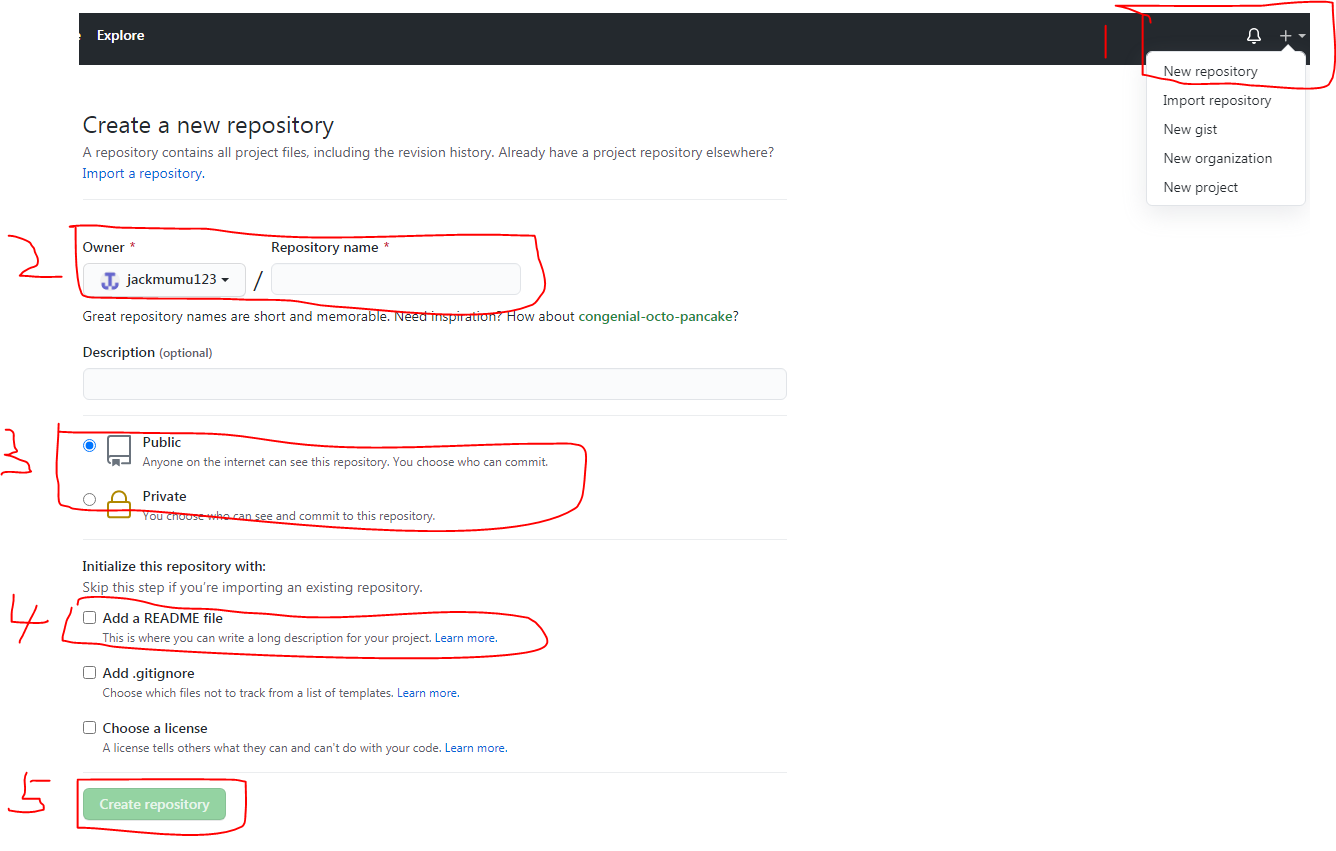 Explore
1
New repository
Import repository
New gist
New organization
New project
Create a new repository
A repository contains all project files, including the revision history. Already have a project repository elsewhere?
Import a repository.
2
Owner * Repository name *
jackmumu123 /
Great repository names are short and memorable. Need inspiration? How about congenial-octo-pancake?
Description (optional)
3
Public
Anyone on the internet can see this repository. You choose who can commit.
Private
You choose who can see and commit to this repository.
Initialize this repository with:
Skip this step if you're importing an existing repository.
4
Add a README file
This is where you can write a long description for your project. Learn more.
Add .gitignore
Choose which files not to track from a list of templates. Learn more.
Choose a license
A license tells others what they can and can't do with your code. Learn more.
5
Create repository